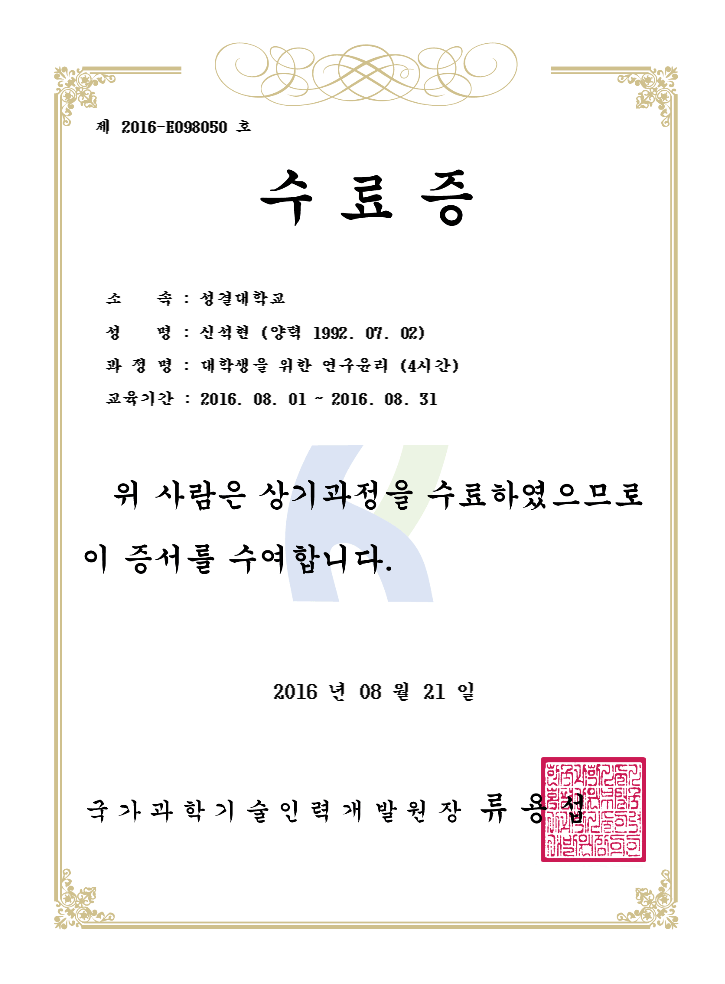 제 2016-E098050 호
수 료 증
소 속 : 성결대학교
성 명 : 신석현 (양력 1992. 07. 02)
과 정 명 : 대학생을 위한 연구윤리 (4시간)
교육기간 : 2016. 08. 01 ~ 2016. 08. 31
위 사람은 상기과정을 수료하였으므로
이 증서를 수여합니다.
2016 년 08 월 21 일
국가과학기술인력개발원장 류 용 섭